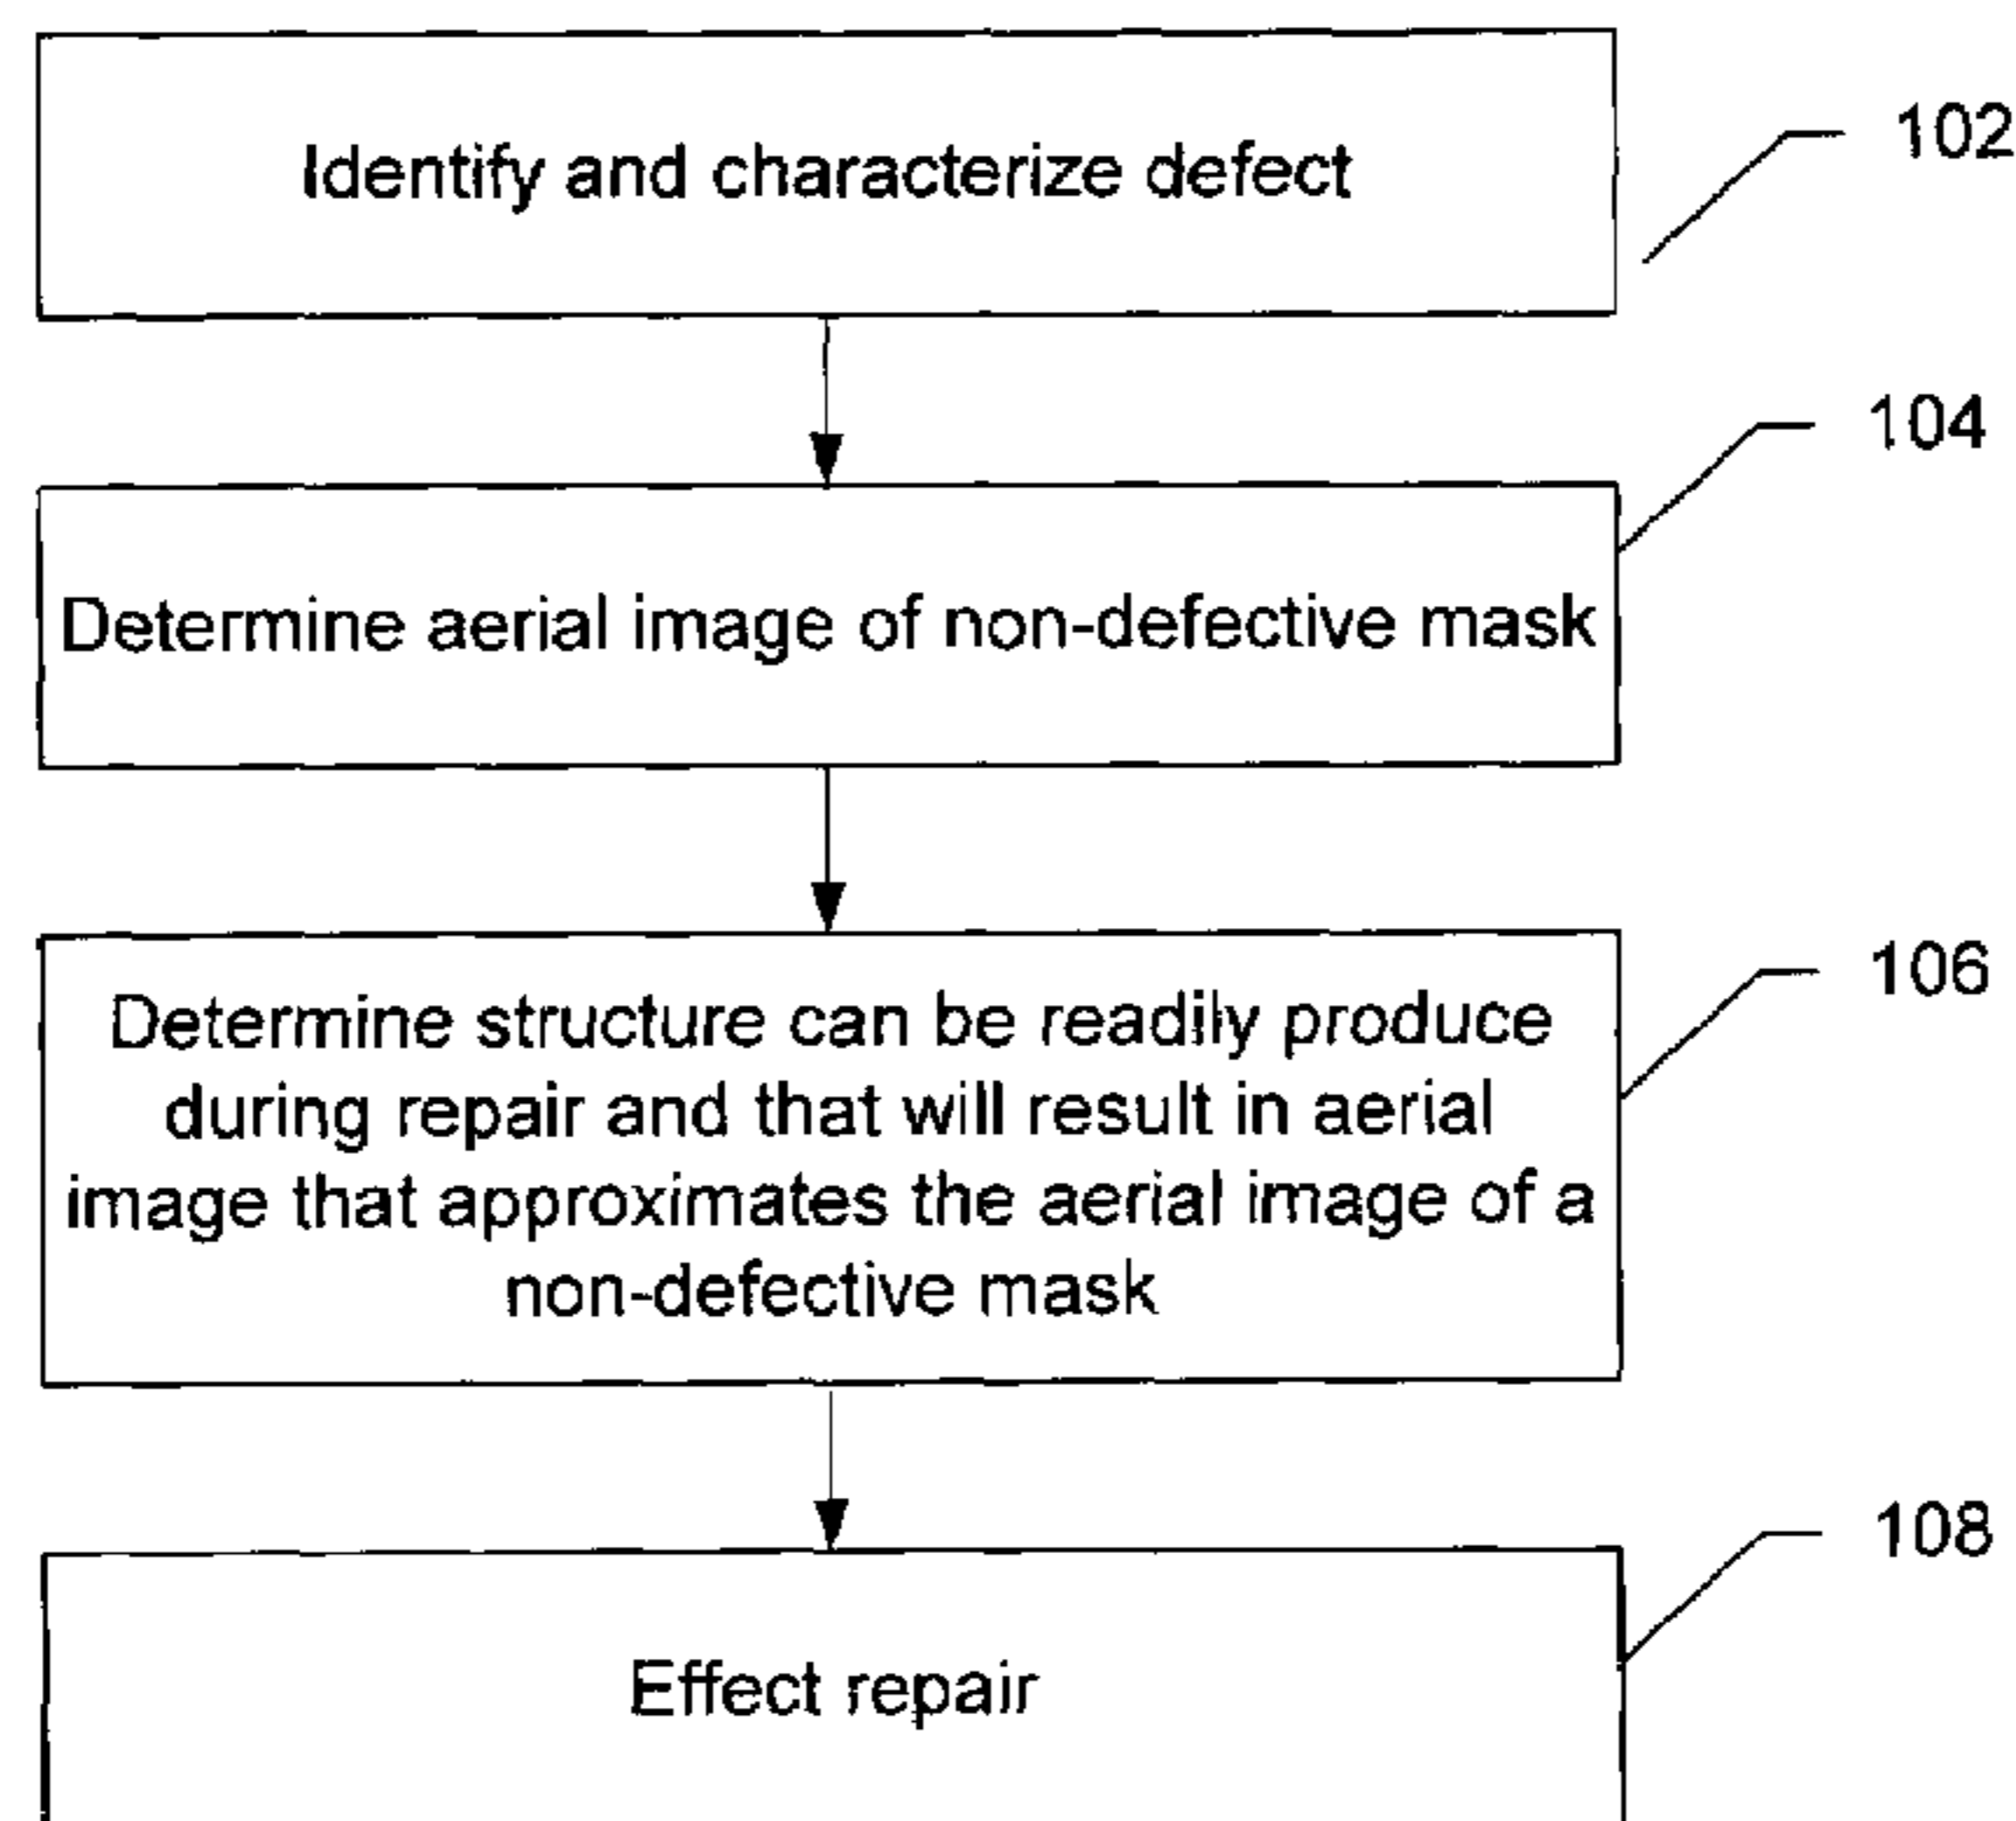 Identify and characterize defect
102
104
Determine aerial image of non-defective mask
106
Determine structure can be readily produce
during repair and that will result in aerial
image that approximates the aerial image of a
non-defective mask
108
Effect repair